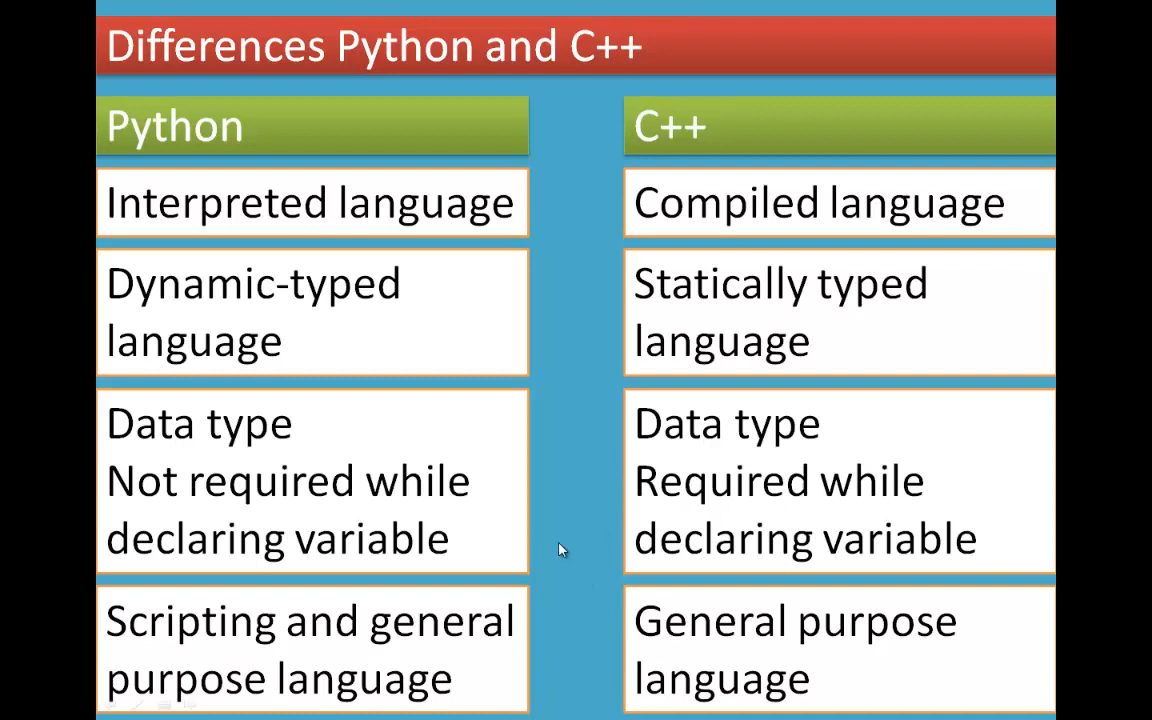 Differences Python and C++
Python
Interpreted language
Dynamic-typed
language
Data type
Not required while
declaring variable
Scripting and general
purpose language
C++
Compiled language
Statically typed
language
Data type
Required while
declaring variable
General purpose
language